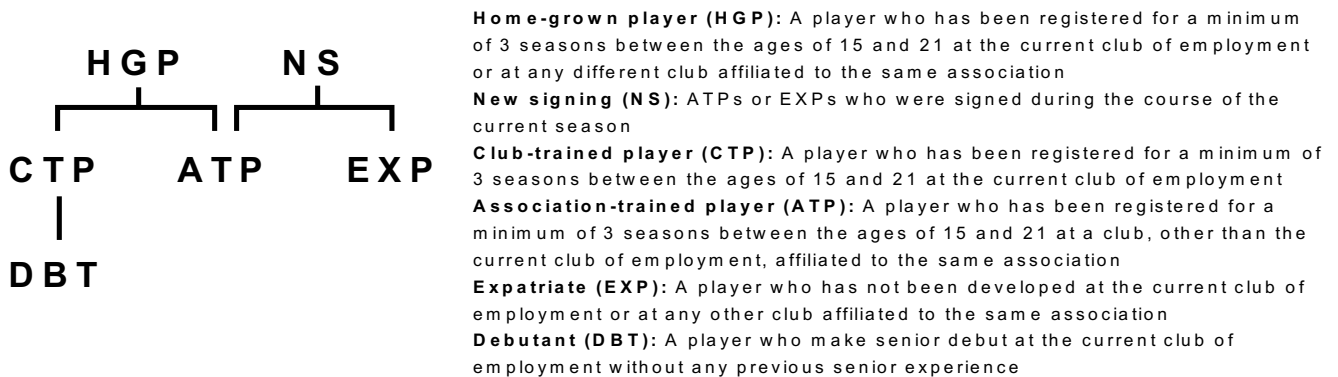 HGP NS
CTP ATP EXP
DBT
Home-grown player (HGP): A player who has been registered for a minimum
of 3 seasons between the ages of 15 and 21 at the current club of employment
or at any different club affiliated to the same association
New signing (NS): ATPs or EXPs who were signed during the course of the
current season
Club-trained player (CTP): A player who has been registered for a minimum of
3 seasons between the ages of 15 and 21 at the current club of employment
Association-trained player (ATP): A player who has been registered for a
minimum of 3 seasons between the ages of 15 and 21 at a club, other than the
current club of employment, affiliated to the same association
Expatriate (EXP): A player who has not been developed at the current club of
employment or at any other club affiliated to the same association
Debutant (DBT): A player who make senior debut at the current club of
employment without any previous senior experience